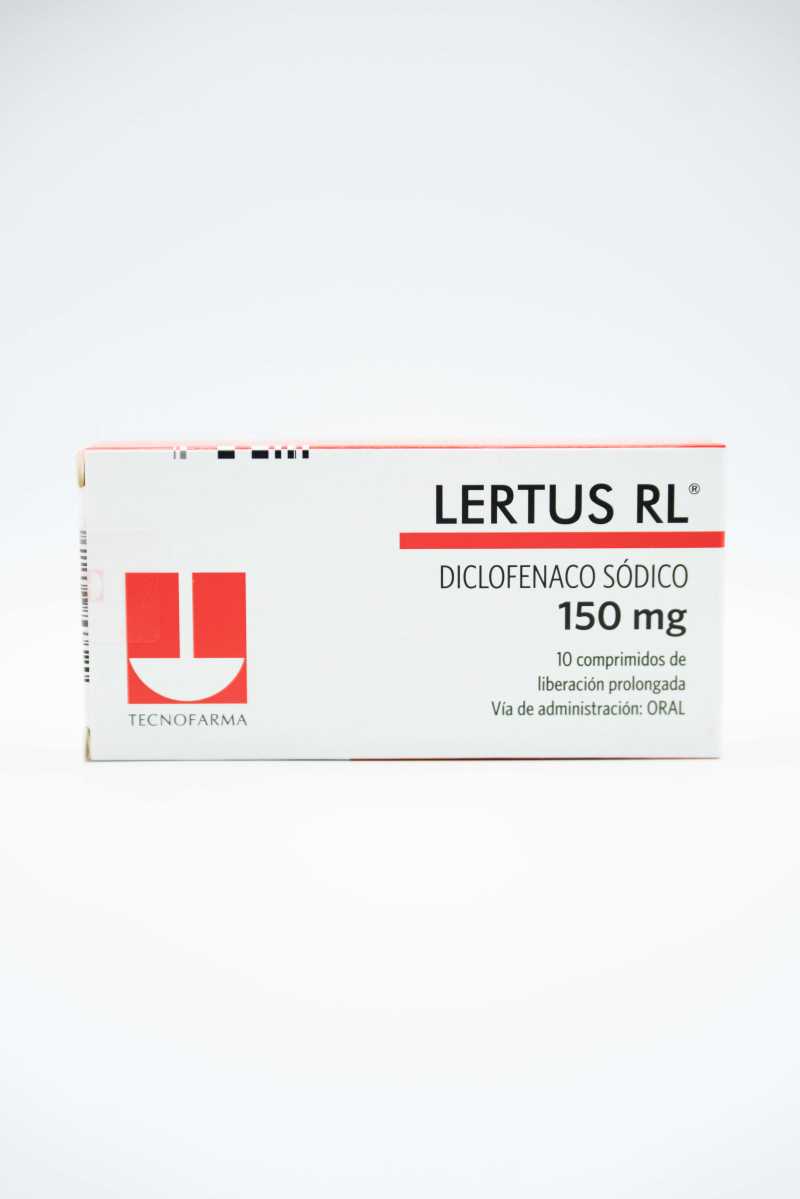 LERTUS RL®
DICLOFENACO SÓDICO
150 mg
10 comprimidos de
liberación prolongada
Vía de administración: ORAL
TECNOFARMA